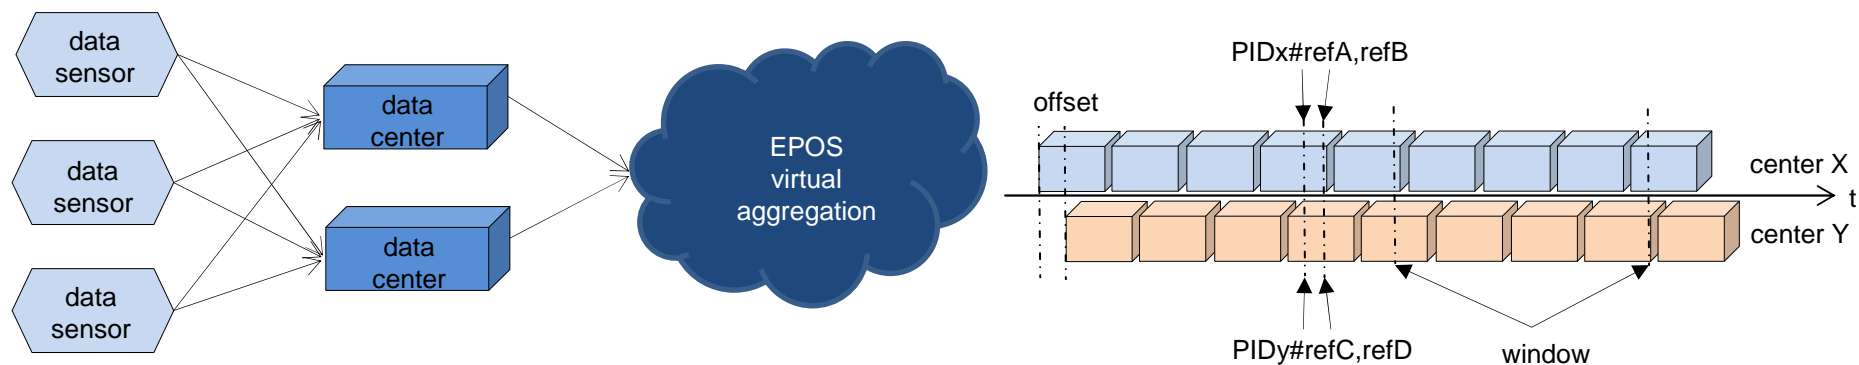 data
sensor
data
sensor
data
sensor
data
center
data
center
EPOS
virtual
aggregation
PIDx#refA,refB
offset
center X
t
center Y
PIDy#refC,refD
window